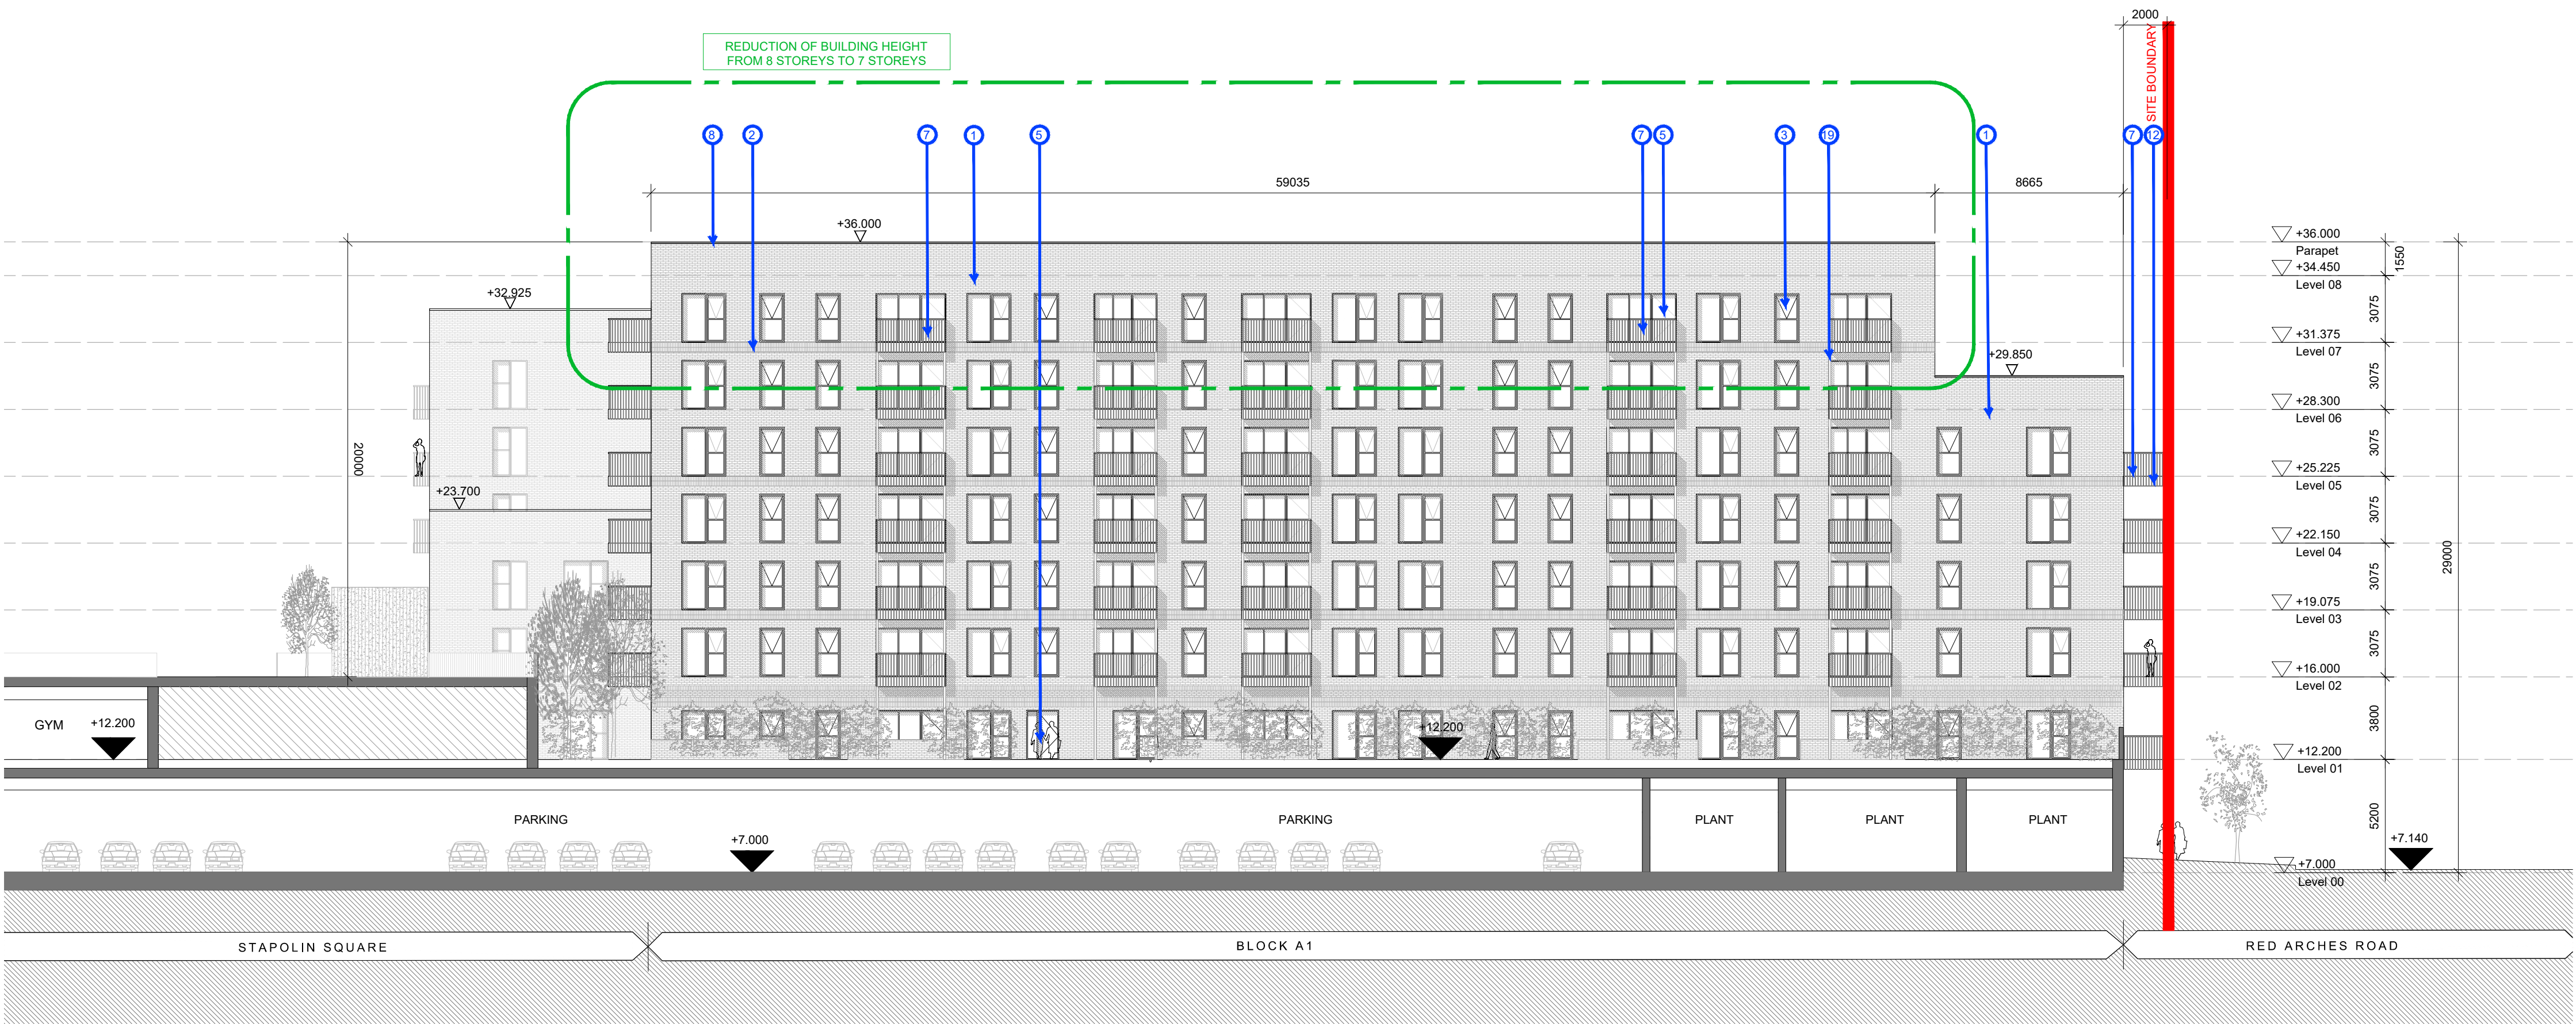 2000
SITE BOUNDARY
REDUCTION OF BUILDING HEIGHT
FROM 8 STOREYS TO 7 STOREYS
8
2
7
1
5
7
5
3
19
1
7
12
59035
8665
+36.000
+36.000
Parapet
1550
+34.450
Level 08
+32.925
3075
+31.375
Level 07
+29.850
3075
+28.300
Level 06
3075
20000
+25.225
Level 05
+23.700
3075
+22.150
Level 04
3075
29000
+19.075
Level 03
3075
+16.000
Level 02
3800
GYM
+12.200
+12.200
+12.200
Level 01
5200
PARKING
PARKING
PLANT
PLANT
PLANT
+7.000
+7.140
+7.000
Level 00
STAPOLIN SQUARE
BLOCK A1
RED ARCHES ROAD